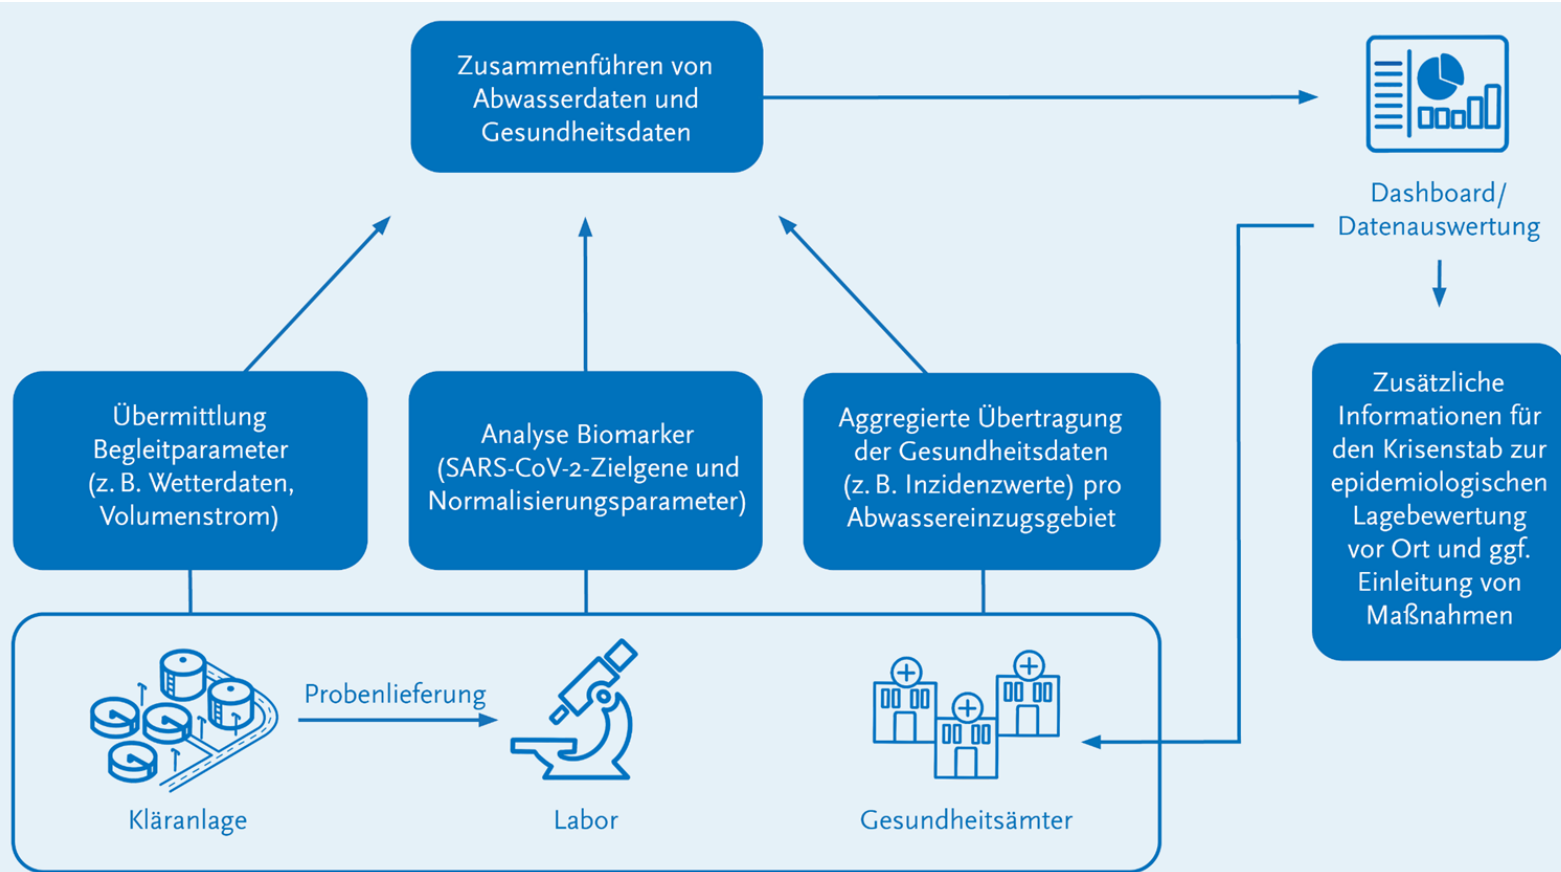 Zusammenführen von
Abwasserdaten und
Gesundheitsdaten
Dashboard/
Datenauswertung
Übermittlung
Begleitparameter
(z. B. Wetterdaten,
Volumenstrom)
Analyse Biomarker
(SARS-CoV-2-Zielgene und
Normalisierungsparameter)
Aggregierte Übertragung
der Gesundheitsdaten
(z. B. Inzidenzwerte) pro
Abwassereinzugsgebiet
Zusätzliche
Informationen für
den Krisenstab zur
epidemiologischen
Lagebewertung
vor Ort und ggf.
Einleitung von
Maßnahmen
Probenlieferung
Kläranlage
Labor
Gesundheitsämter